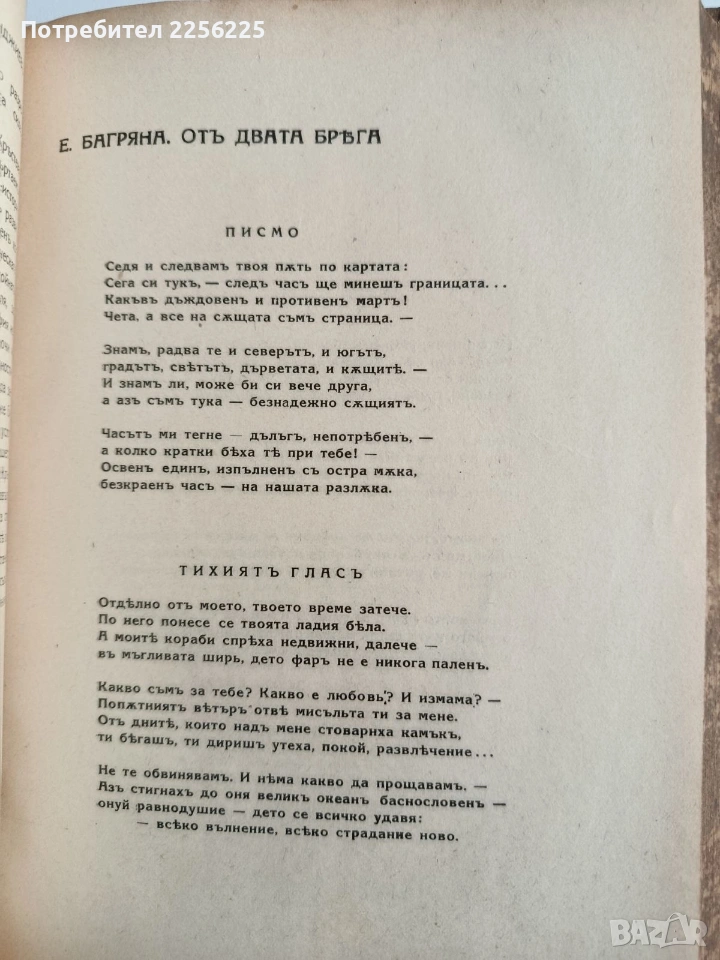 Потребител 2256225
Е. БАГРЯНА. ОТЪ ДВАТА БРѢГА
ПИСМО
Седя и следвамъ твоя пѫть по картата:
Сега си тукъ, — следъ часъ ще минешъ границата...
Какъвъ дъждовенъ и противенъ мартъ!
Чета, а все на сѫщата съмъ страница. —
Знамъ, радва те и северътъ, и югътъ,
градътъ, свѣтътъ, дърветата, и кѫщитѣ. —
И знамъ ли, може би си вече друга,
а азъ съмъ тука — безнадежно сѫщиятъ.
Часътъ ми тегне — дълъгъ, непотрѣбенъ, —
а колко кратки бѣха тѣ при тебе! —
Освенъ единъ, изпълненъ съ остра мѫка,
безкраенъ часъ — на нашата разлѫка.
ТИХИЯТЪ ГЛАСЪ
Отдѣлно отъ моето, твоето време затече.
По него понесе се твоята ладия бѣла.
А моитѣ кораби спрѣха недвижни, далече —
въ мъгливата ширь, дето фаръ не е никога паленъ.
Какво съмъ за тебе? Какво е любовь? И измама? —
Попѫтниятъ вѣтъръ отвѣ мисъльта ти за мене.
Отъ днитѣ, които надъ мене стовариха камъкъ,
ти бѣгашъ, ти диришъ утеха, покой, развлѣчение...
Не те обвинявамъ. И нѣма какво да прощавамъ. —
Азъ стигнахъ до оня великъ океанъ баснословенъ —
онуй равнодушие — дето се всичко удавя:
— всѣко вълнение, всѣко страдание ново.
BAZAR